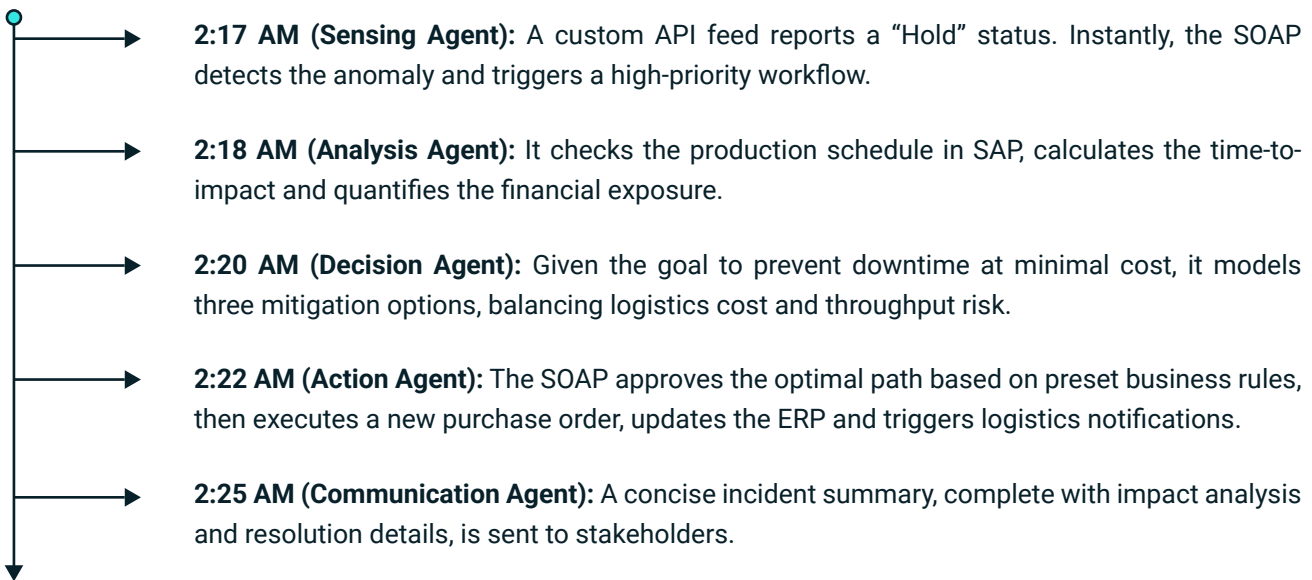 2:17 AM (Sensing Agent): A custom API feed reports a “Hold” status. Instantly, the SOAP
detects the anomaly and triggers a high-priority workflow.
2:18 AM (Analysis Agent): It checks the production schedule in SAP, calculates the time-to-
impact and quantifies the financial exposure.
2:20 AM (Decision Agent): Given the goal to prevent downtime at minimal cost, it models
three mitigation options, balancing logistics cost and throughput risk.
2:22 AM (Action Agent): The SOAP approves the optimal path based on preset business rules,
then executes a new purchase order, updates the ERP and triggers logistics notifications.
2:25 AM (Communication Agent): A concise incident summary, complete with impact analysis
and resolution details, is sent to stakeholders.